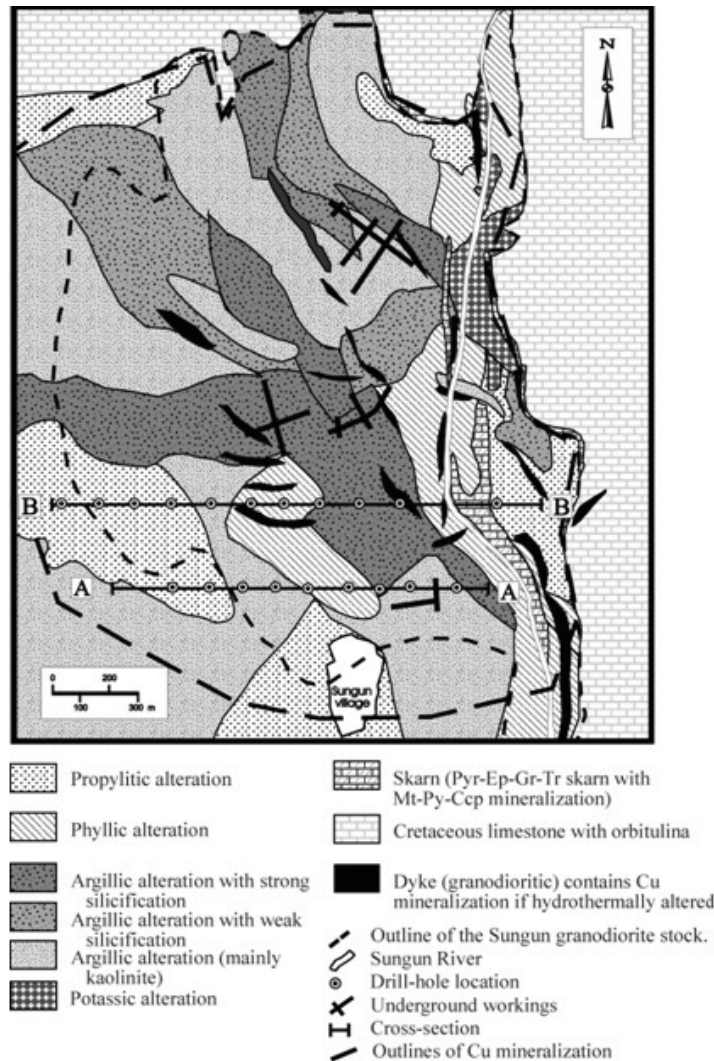 N
B
B
A
A
0 200
100 300 m
Sungun
village
Propylitic alteration
Phyllic alteration
Argillic alteration with strong
silicification
Argillic alteration with weak
silicification
Argillic alteration (mainly
kaolinite)
Potassic alteration
Skarn (Pyr-Ep-Gr-Tr skarn with
Mt-Py-Ccp mineralization)
Cretaceous limestone with orbitulina
Dyke (granodioritic) contains Cu
mineralization if hydrothermally altered
Outline of the Sungun granodiorite stock.
Sungun River
Drill-hole location
Underground workings
Cross-section
Outlines of Cu mineralization